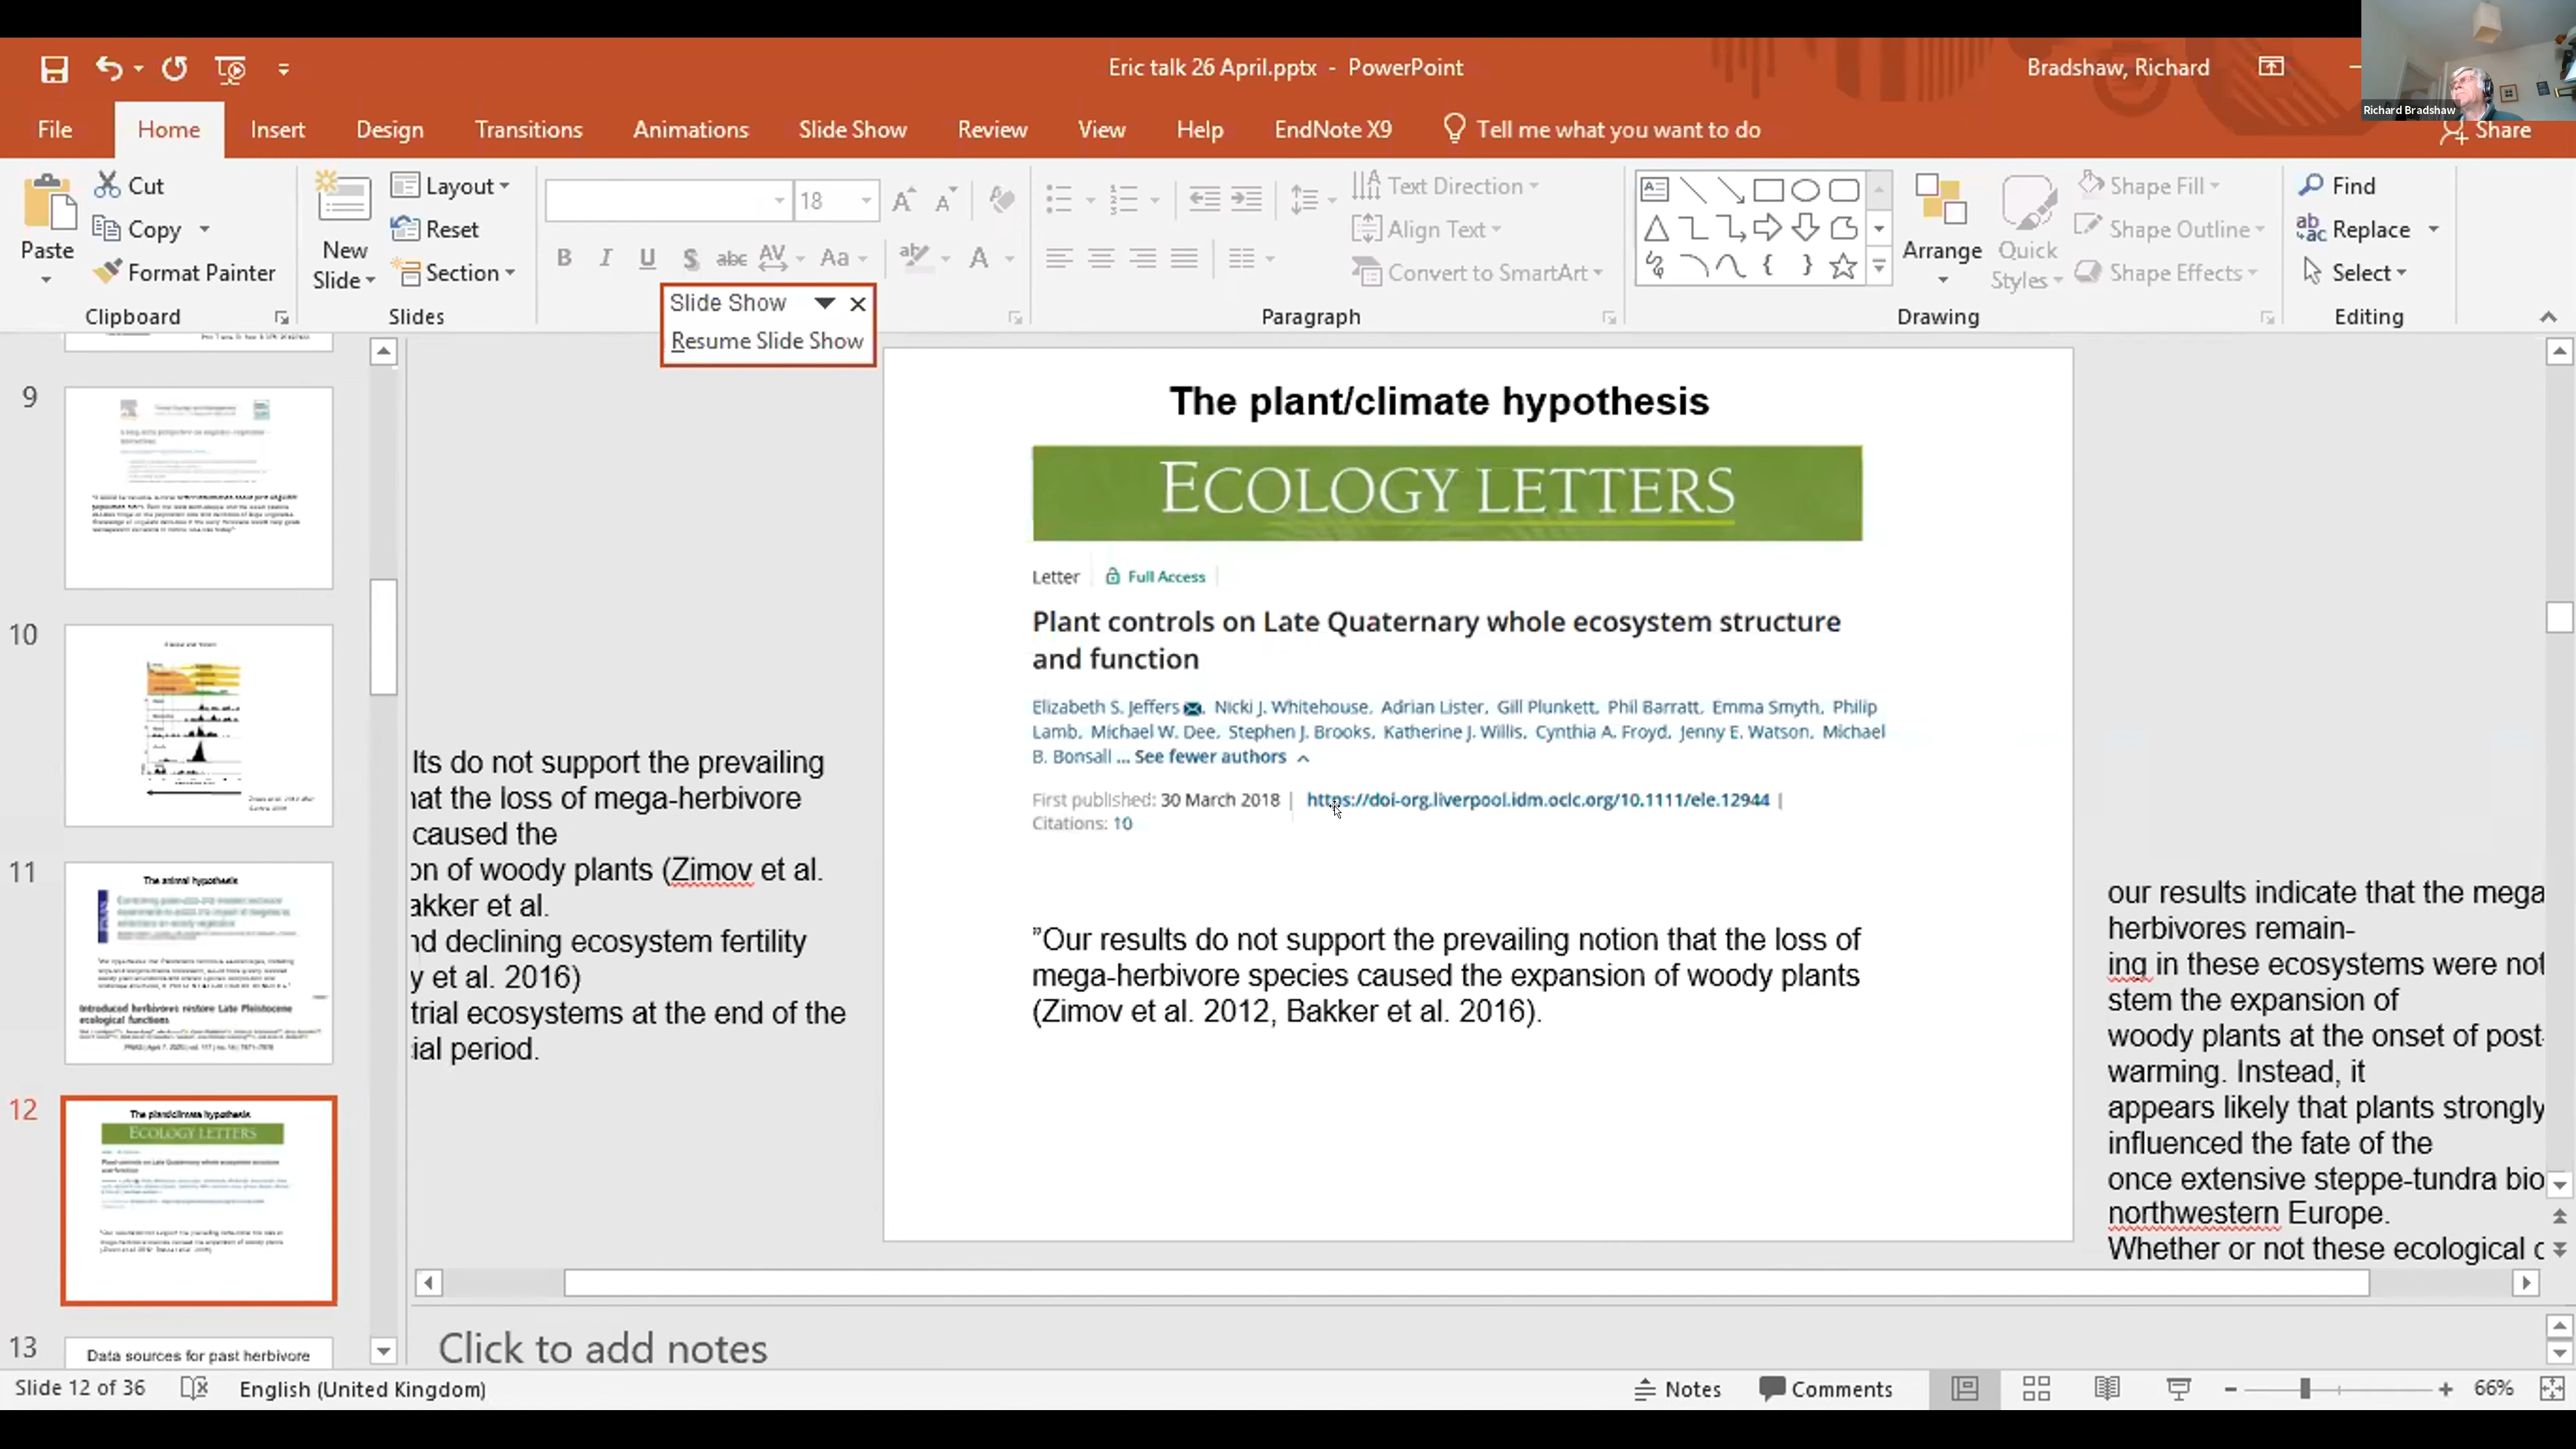 Eric talk 26 April.pptx - PowerPoint
Bradshaw, Richard
Richard Bradshaw
File Home Insert Design Transitions Animations Slide Show Review View Help EndNote X9 Tell me what you want to do Share
Paste
Cut
Copy
Format Painter
Clipboard
New Slide
Layout
Reset
Section
Slides
18
B I U S abc AV Aa A
Slide Show
Resume Slide Show
Text Direction
Align Text
Convert to SmartArt
Paragraph
Arrange
Quick Styles
Shape Fill
Shape Outline
Shape Effects
Drawing
Find
Replace
Select
Editing
9
10
11
The animal hypothesis
Introduced herbivores restore Late Pleistocene
ecological functions
12
The plant/climate hypothesis
ECOLOGY LETTERS
13
Data sources for past herbivore
lts do not support the prevailing
hat the loss of mega-herbivore
caused the
on of woody plants (Zimov et al.
akker et al.
nd declining ecosystem fertility
y et al. 2016)
trial ecosystems at the end of the
ial period.
The plant/climate hypothesis
ECOLOGY LETTERS
Letter Full Access
Plant controls on Late Quaternary whole ecosystem structure
and function
Elizabeth S. Jeffers, Nicki J. Whitehouse, Adrian Lister, Gill Plunkett, Phil Barratt, Emma Smyth, Philip
Lamb, Michael W. Dee, Stephen J. Brooks, Katherine J. Willis, Cynthia A. Froyd, Jenny E. Watson, Michael
B. Bonsall ... See fewer authors
First published: 30 March 2018 | https://doi-org.liverpool.idm.oclc.org/10.1111/ele.12944 |
Citations: 10
"Our results do not support the prevailing notion that the loss of
mega-herbivore species caused the expansion of woody plants
(Zimov et al. 2012, Bakker et al. 2016).
our results indicate that the mega
herbivores remain-
ing in these ecosystems were not
stem the expansion of
woody plants at the onset of post-
warming. Instead, it
appears likely that plants strongly
influenced the fate of the
once extensive steppe-tundra bio
northwestern Europe.
Whether or not these ecological c
Click to add notes
Slide 12 of 36 English (United Kingdom) Notes Comments 66%